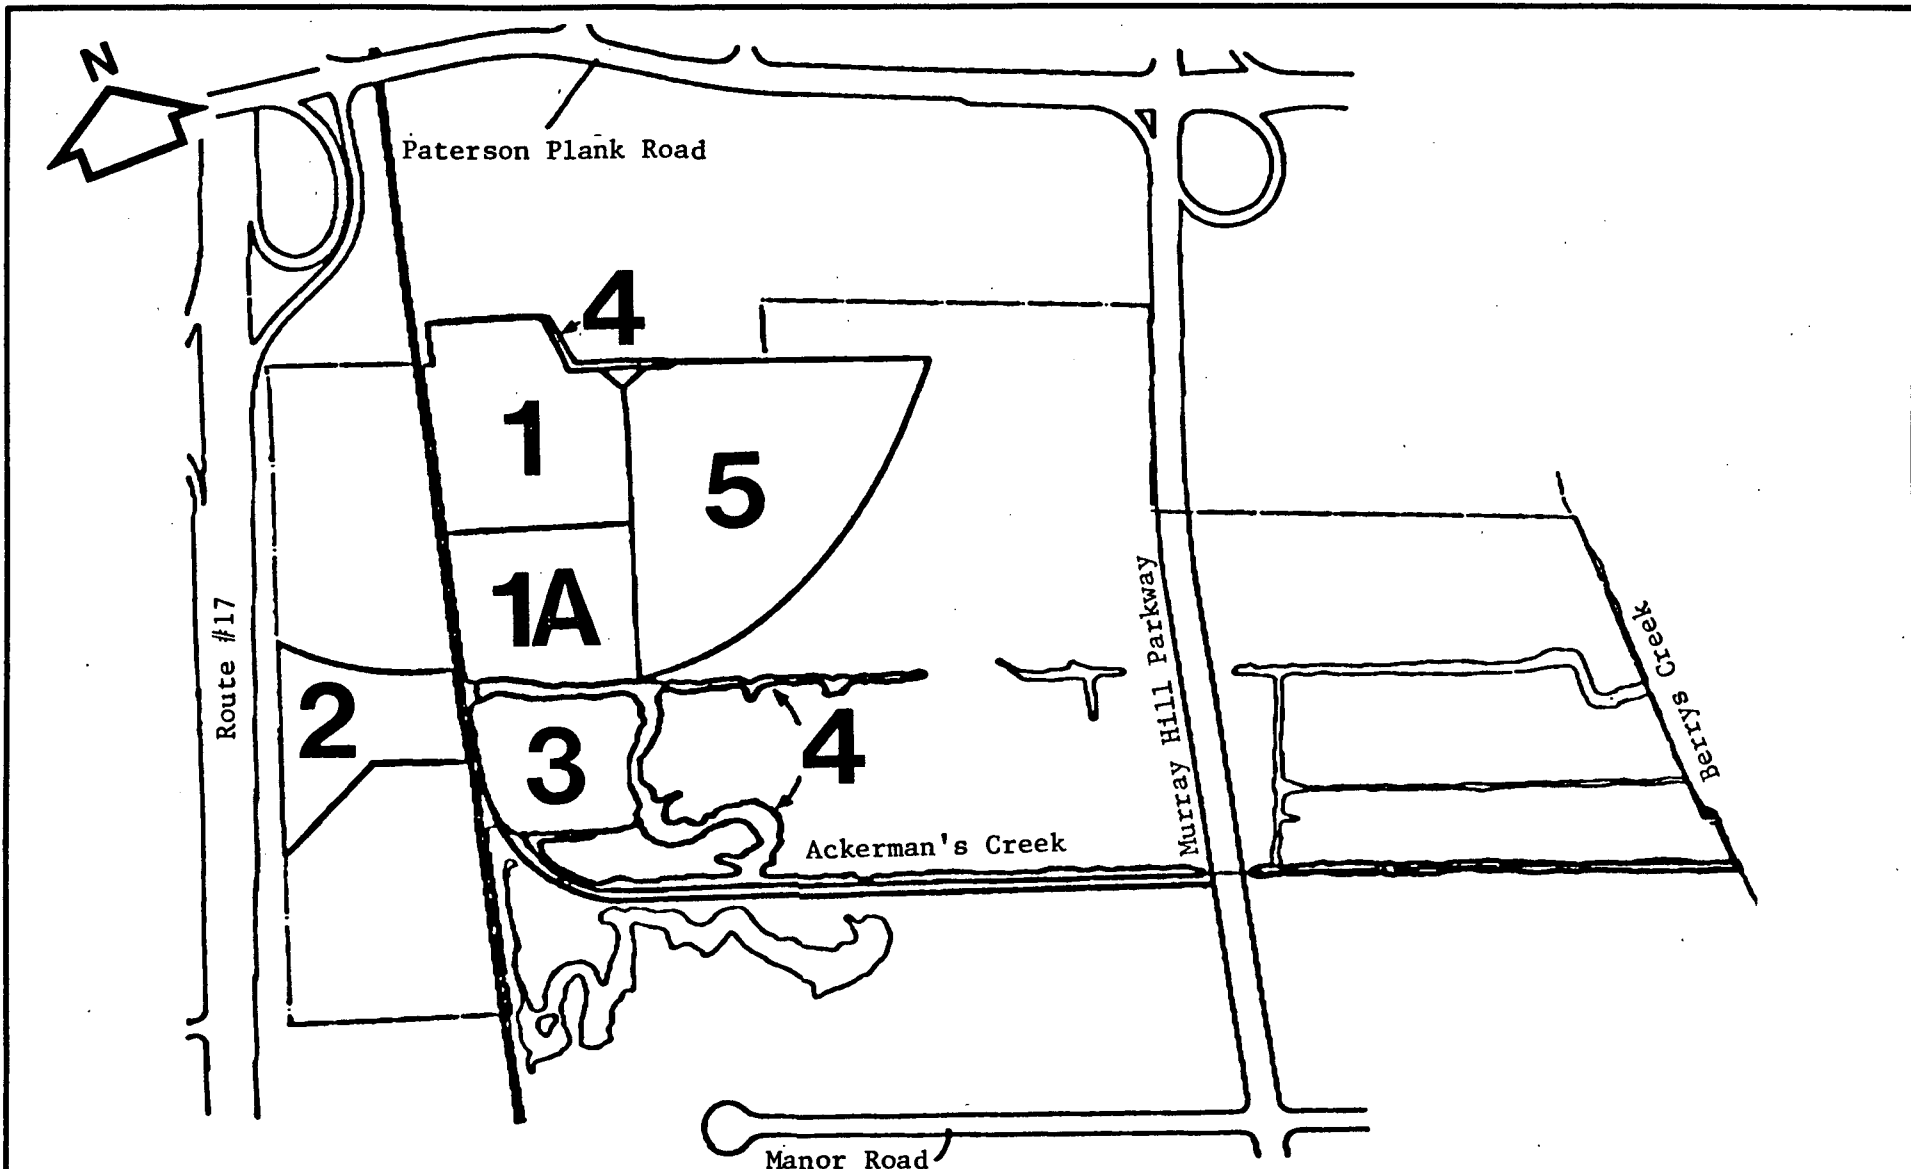 N
Paterson Plank Road
4
1
5
1A
Route #17
2
3
4
Murray Hill Parkway
Berrys Creek
Ackerman's Creek
Manor Road